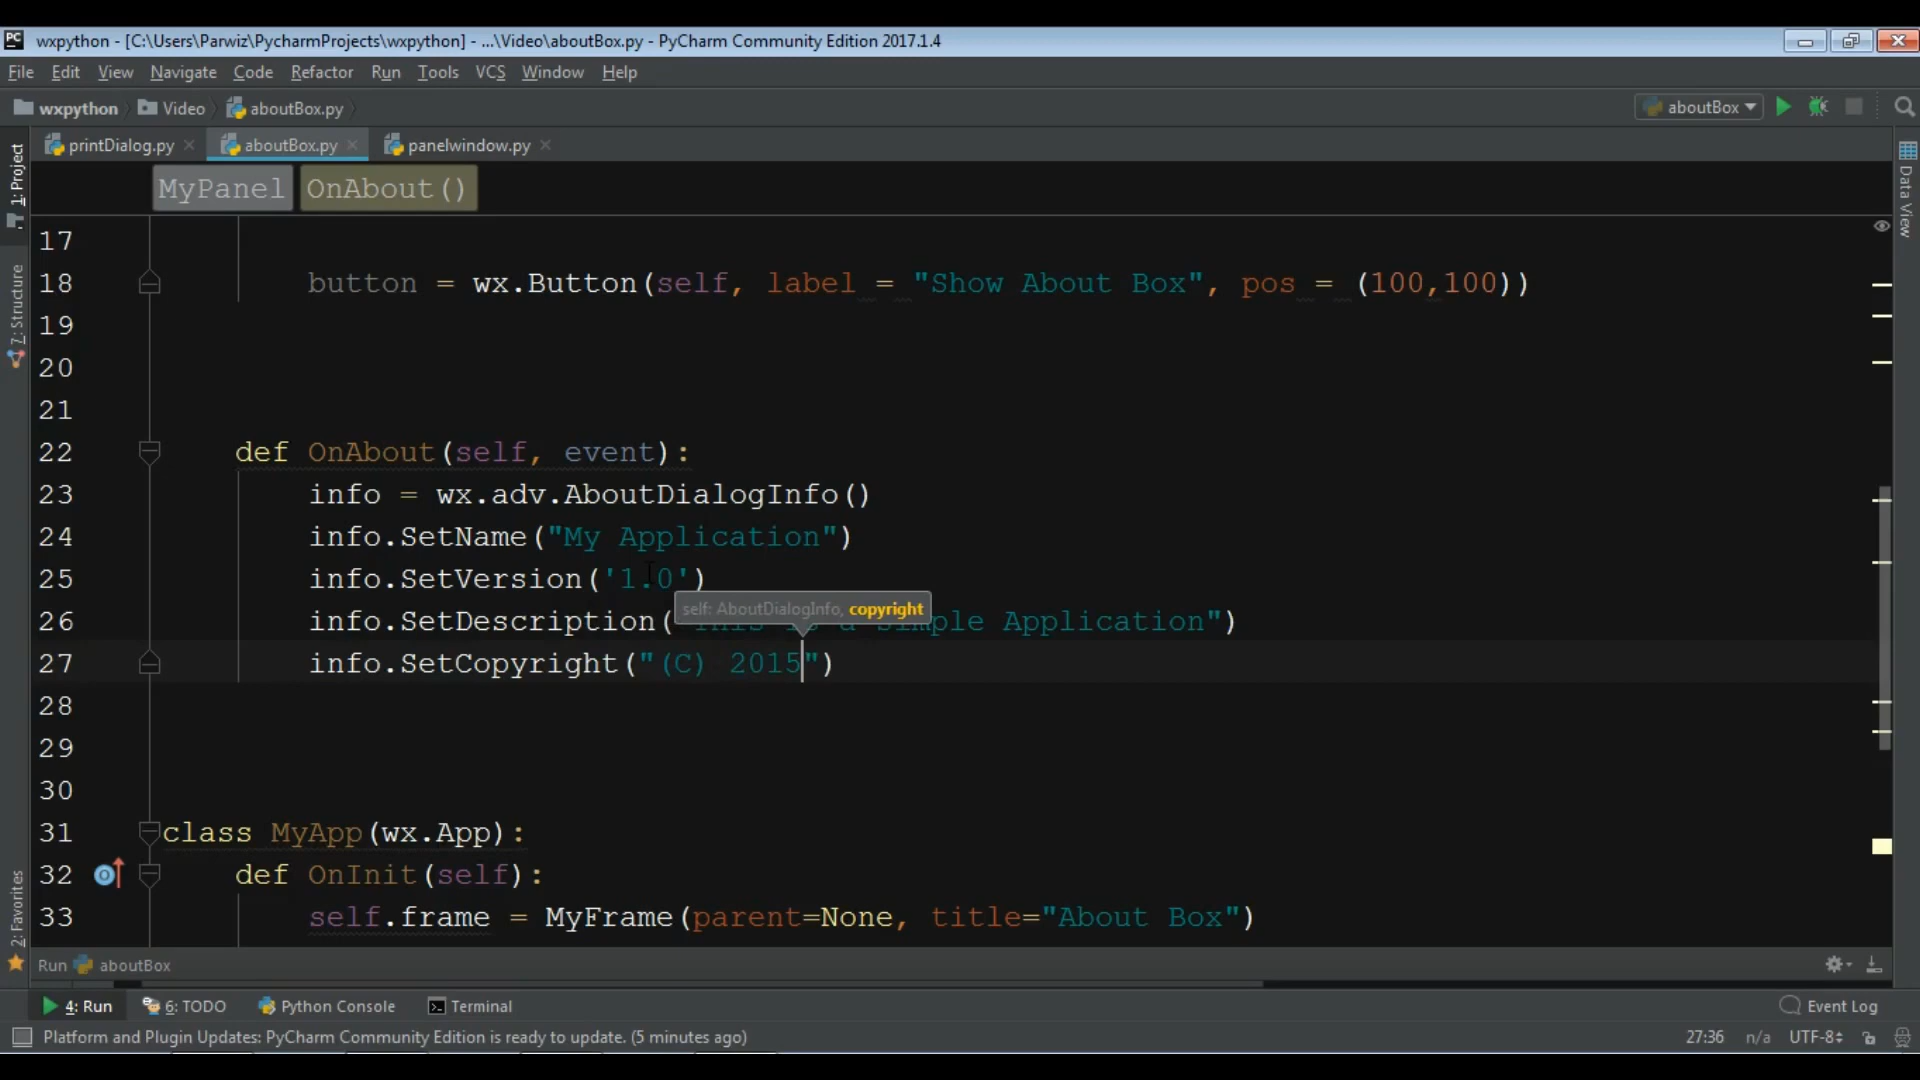 PC wxpython - [C:\Users\Parwiz\PycharmProjects\wxpython] - ...\Video\aboutBox.py - PyCharm Community Edition 2017.1.4
File Edit View Navigate Code Refactor Run Tools VCS Window Help
wxpython Video aboutBox.py aboutBox
printDialog.py aboutBox.py panelwindow.py
MyPanel OnAbout()
1: Project
7: Structure
2: Favorites
Data View
17
18 button = wx.Button(self, label = "Show About Box", pos = (100,100))
19
20
21
22 def OnAbout(self, event):
23 info = wx.adv.AboutDialogInfo()
24 info.SetName("My Application")
25 info.SetVersion('1.0')
self: AboutDialogInfo, copyright
26 info.SetDescription("This is a Simple Application")
27 info.SetCopyright("(C) 2015")
28
29
30
31 class MyApp(wx.App):
32 def OnInit(self):
33 self.frame = MyFrame(parent=None, title="About Box")
Run aboutBox
4: Run 6: TODO Python Console Terminal Event Log
Platform and Plugin Updates: PyCharm Community Edition is ready to update. (5 minutes ago) 27:36 n/a UTF-8